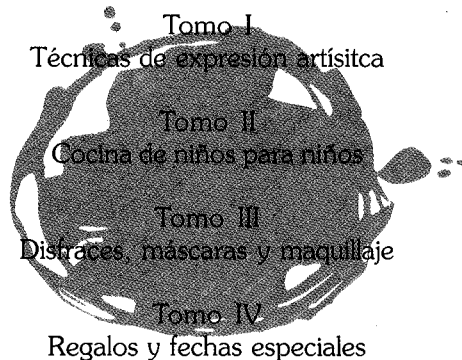 Tomo I
Técnicas de expresión artísitca
Tomo II
Cocina de niños para niños
Tomo III
Disfraces, máscaras y maquillaje
Tomo IV
Regalos y fechas especiales